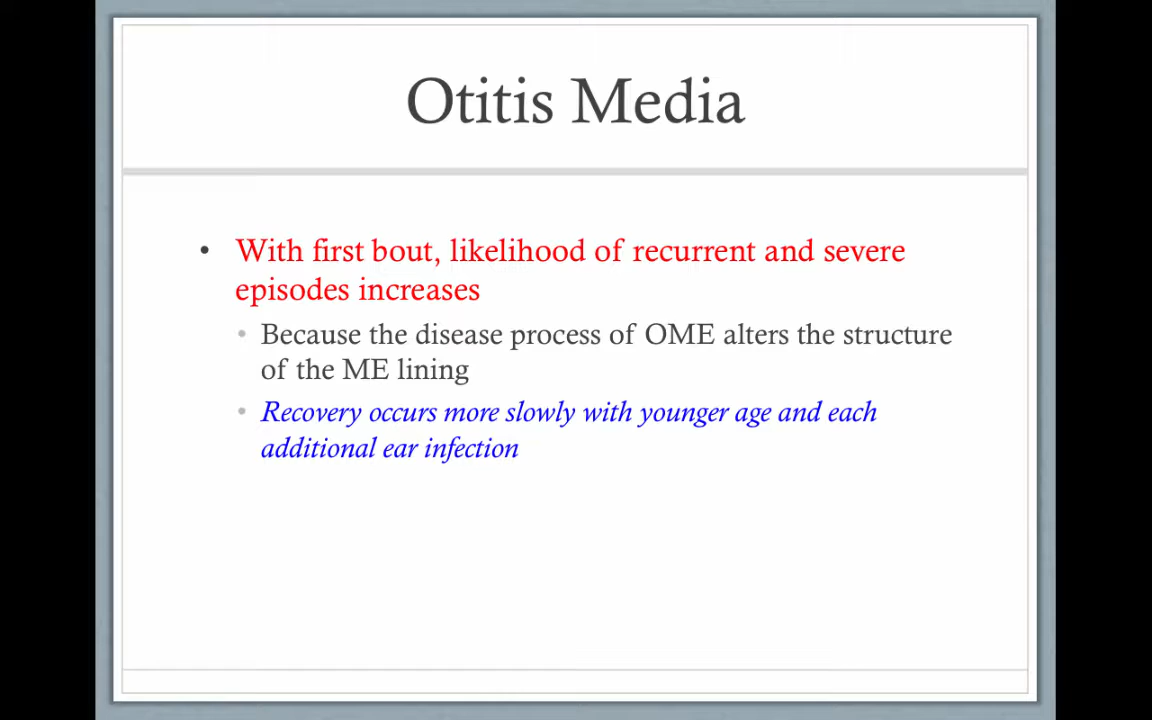 Otitis Media
• With first bout, likelihood of recurrent and severe
episodes increases
• Because the disease process of OME alters the structure
of the ME lining
• Recovery occurs more slowly with younger age and each
additional ear infection